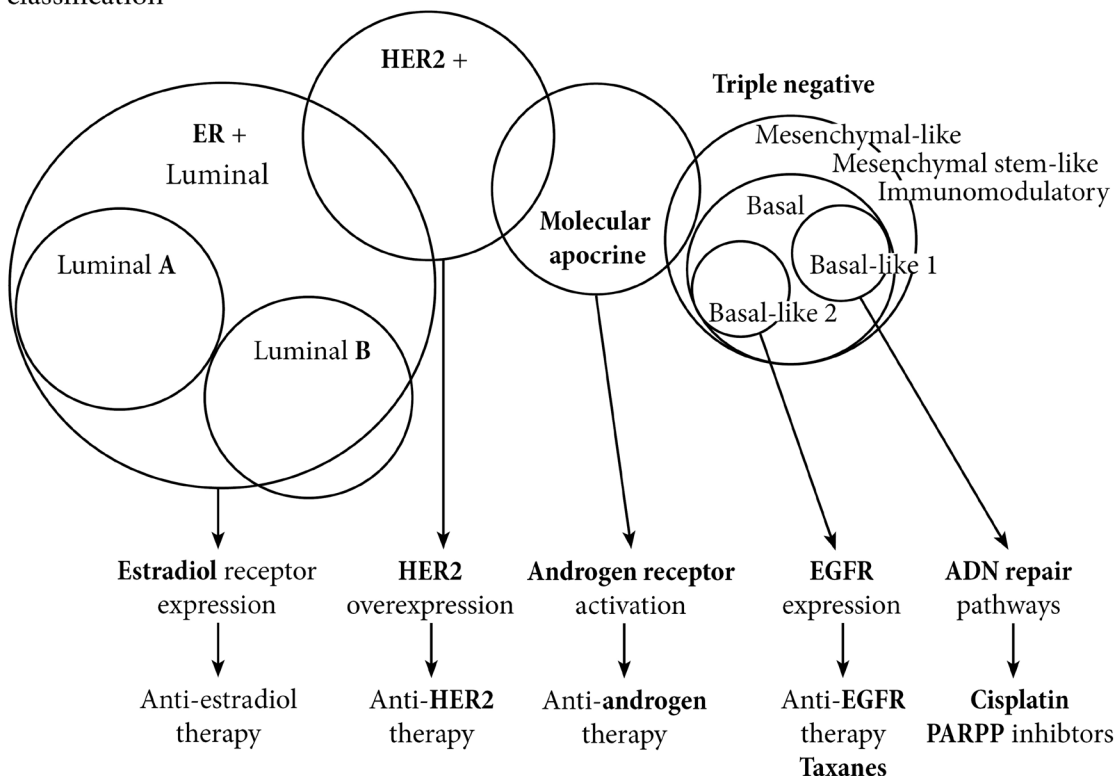 classification
HER2 +
Triple negative
ER +
Luminal
Mesenchymal-like
Mesenchymal stem-like
Immunomodulatory
Basal
Molecular
apocrine
Luminal A
Basal-like 1
Basal-like 2
Luminal B
Estradiol receptor
expression
HER2
overexpression
Androgen receptor
activation
EGFR
expression
ADN repair
pathways
Anti-estradiol
therapy
Anti-HER2
therapy
Anti-androgen
therapy
Anti-EGFR
therapy
Taxanes
Cisplatin
PARPP inhibtors